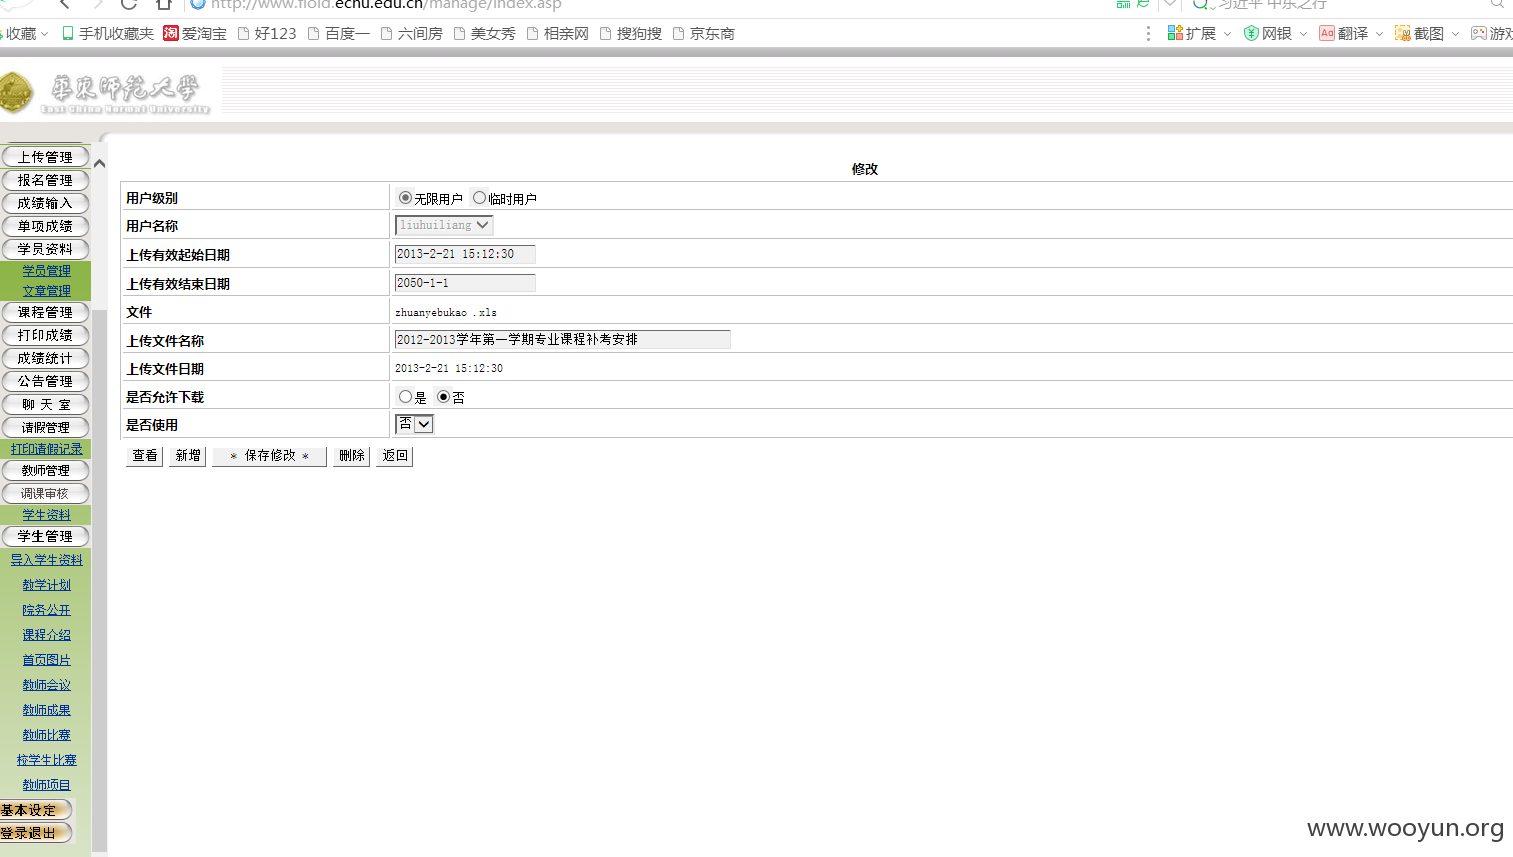 http://www.fiold.ecnu.edu.cn/manage/index.asp
习近平 中东之行
收藏 手机收藏夹 爱淘宝 好123 百度一 六间房 美女秀 相亲网 搜狗搜 京东商 扩展 网银 翻译 截图 游戏
華東師範大學
East China Normal University
上传管理
报名管理
成绩输入
单项成绩
学员资料
学员管理
文章管理
课程管理
打印成绩
成绩统计
公告管理
聊 天 室
请假管理
打印请假记录
教师管理
调课审核
学生资料
学生管理
导入学生资料
教学计划
院务公开
课程介绍
首页图片
教师会议
教师成果
教师比赛
校学生比赛
教师项目
基本设定
登录退出
修改
用户级别 无限用户 临时用户
用户名称 liuhuiliang
上传有效起始日期 2013-2-21 15:12:30
上传有效结束日期 2050-1-1
文件 zhuanyebukao .xls
上传文件名称 2012-2013学年第一学期专业课程补考安排
上传文件日期 2013-2-21 15:12:30
是否允许下载 是 否
是否使用 否
查看 新增 * 保存修改 * 删除 返回
www.wooyun.org